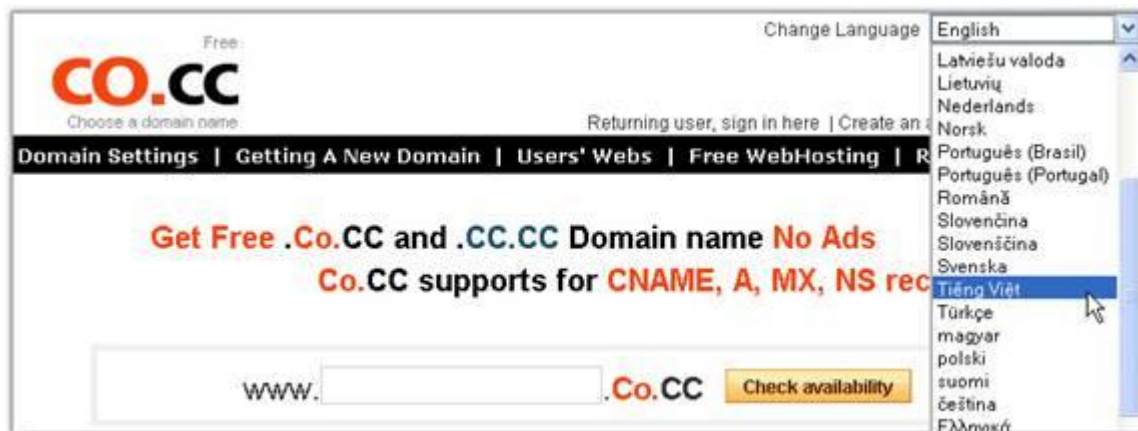 Change Language English
Free
CO.CC
Choose a domain name
Returning user, sign in here | Create an
Domain Settings | Getting A New Domain | Users' Webs | Free WebHosting | R
Get Free .Co.CC and .CC.CC Domain name No Ads
Co.CC supports for CNAME, A, MX, NS rec
www. .Co.CC Check availability
Latviešu valoda
Lietuvių
Nederlands
Norsk
Português (Brasil)
Português (Portugal)
Română
Slovenčina
Slovenščina
Svenska
Tiếng Việt
Türkçe
magyar
polski
suomi
čeština
Ελληνικά